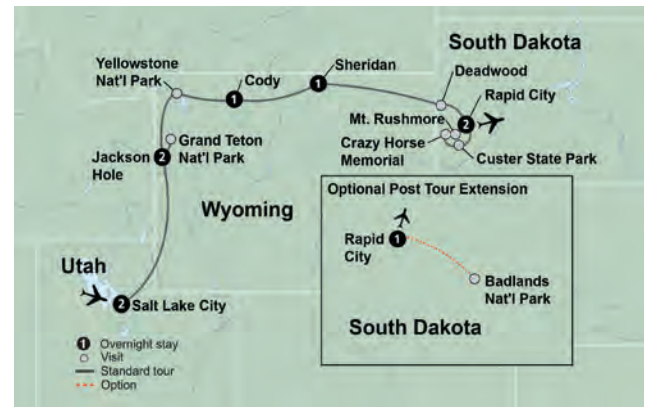 South Dakota
Yellowstone
Nat'l Park
Cody
1
Sheridan
1
Deadwood
Rapid City
2
Mt. Rushmore
Crazy Horse
Memorial
Custer State Park
Grand Teton
Nat'l Park
Jackson
Hole
2
Wyoming
Utah
2
Salt Lake City
1 Overnight stay
Visit
Standard tour
Option
Optional Post Tour Extension
Rapid
City
1
Badlands
Nat'l Park
South Dakota